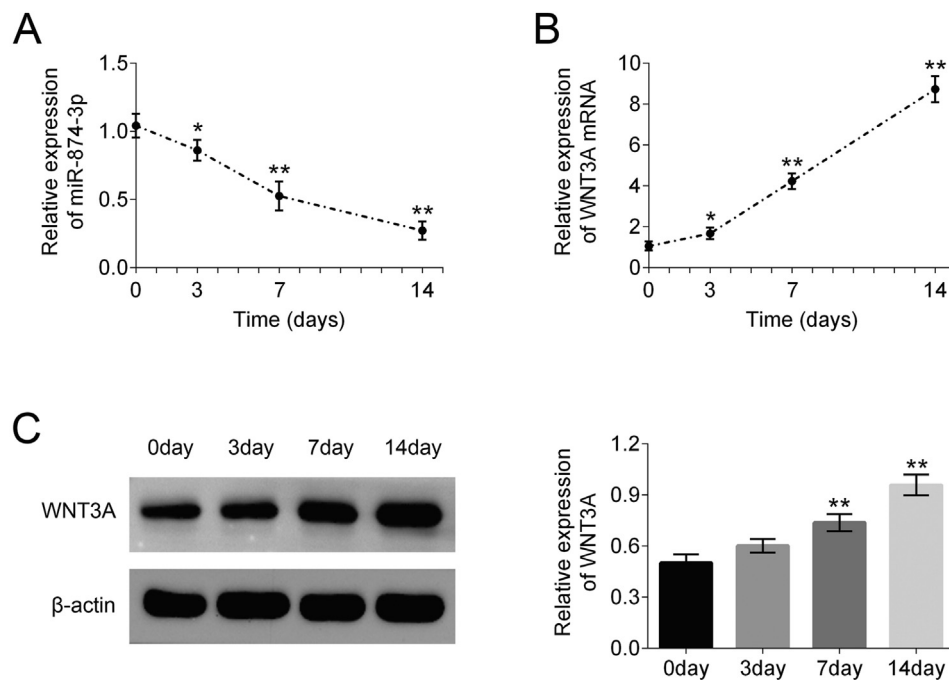 A
Relative expression
of miR-874-3p
1.5
1.0
0.5
0.0
*
**
**
0
3
7
14
Time (days)
B
Relative expression
of WNT3A mRNA
10
8
6
4
2
0
*
**
**
0
3
7
14
Time (days)
C
0day 3day 7day 14day
WNT3A
β-actin
Relative expression
of WNT3A
1.2
0.9
0.6
0.3
0.0
**
**
0day 3day 7day 14day